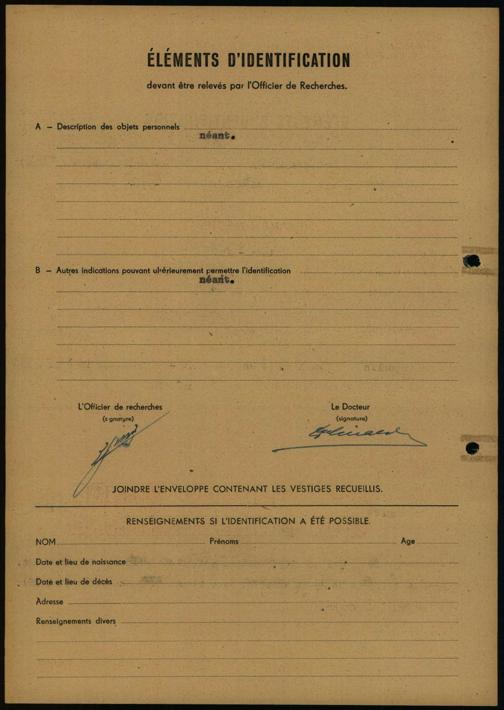 ÉLÉMENTS D'IDENTIFICATION
devant être relevés par l'Officier de Recherches.
A – Description des objets personnels
néant.
B – Autres indications pouvant ultérieurement permettre l'identification
néant.
L'Officier de recherches
(signature)
Le Docteur
(signature)
JOINDRE L'ENVELOPPE CONTENANT LES VESTIGES RECUEILLIS.
RENSEIGNEMENTS SI L'IDENTIFICATION A ÉTÉ POSSIBLE.
NOM Prénoms Age
Date et lieu de naissance
Date et lieu de décès
Adresse
Renseignements divers